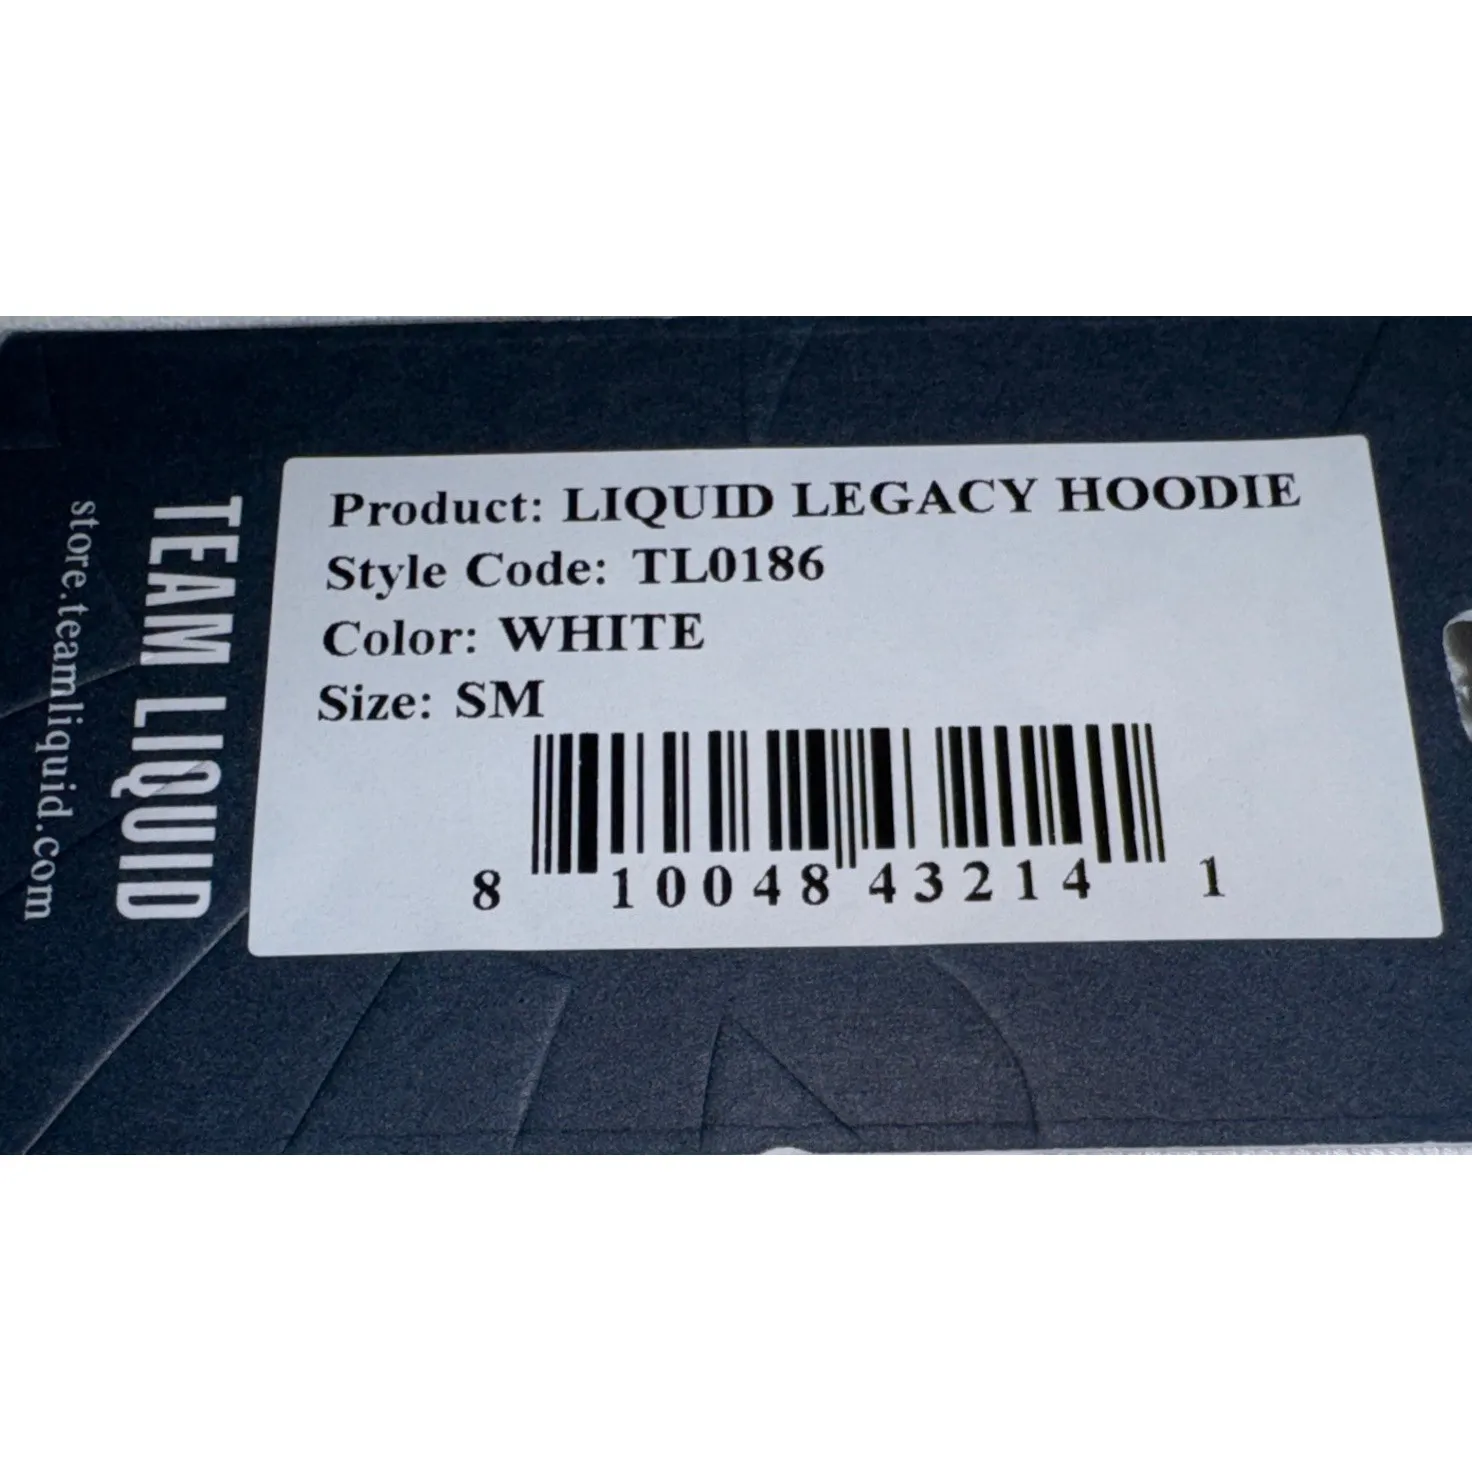 Product: LIQUID LEGACY HOODIE
Style Code: TL0186
Color: WHITE
Size: SM
8 10048 43214 1
TEAM LIQUID
store.teamliquid.com